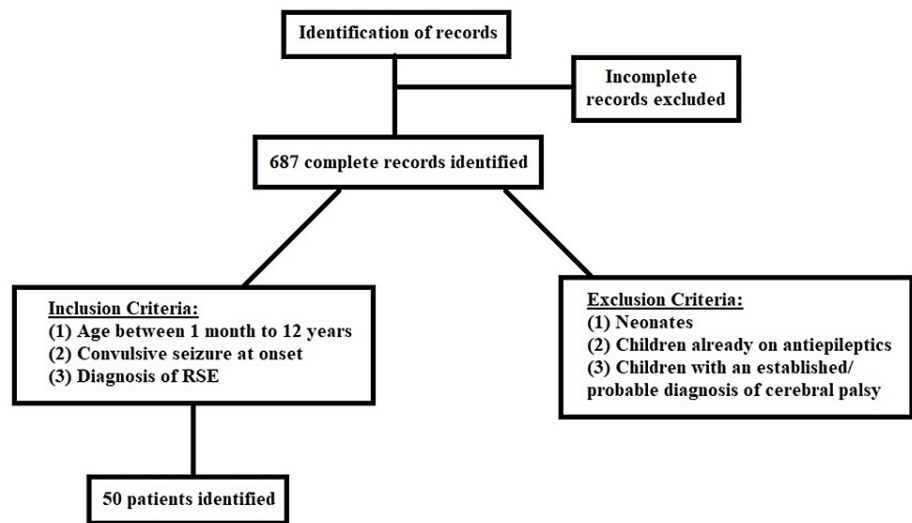 Identification of records
Incomplete
records excluded
687 complete records identified
Inclusion Criteria:
(1) Age between 1 month to 12 years
(2) Convulsive seizure at onset
(3) Diagnosis of RSE
Exclusion Criteria:
(1) Neonates
(2) Children already on antiepileptics
(3) Children with an established/
probable diagnosis of cerebral palsy
50 patients identified